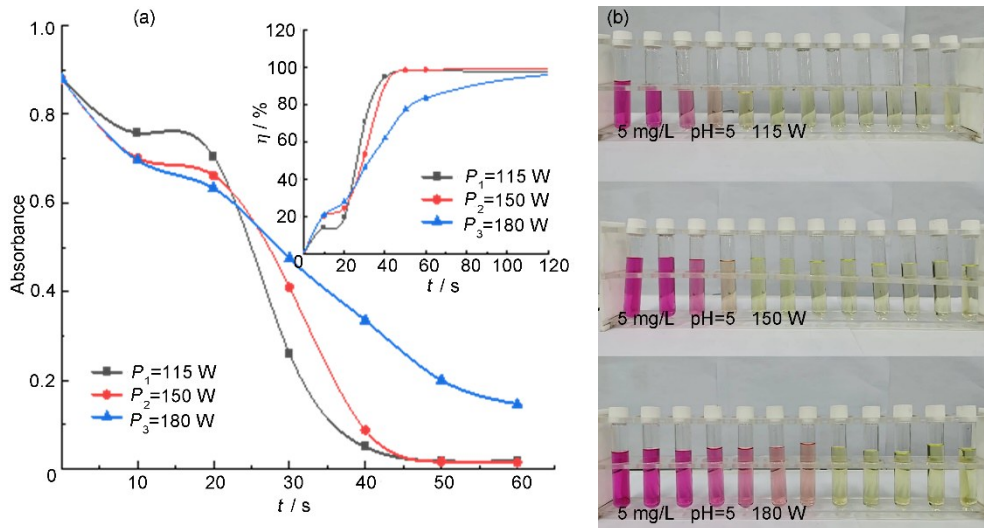 (a)
1.0
0.8
0.6
0.4
0.2
0
Absorbance
0 10 20 30 40 50 60
t / s
P1=115 W
P2=150 W
P3=180 W
100
80
60
40
20
0
η / %
20 40 60 80 100 120
t / s
P1=115 W
P2=150 W
P3=180 W
(b)
5 mg/L pH=5 115 W
5 mg/L pH=5 150 W
5 mg/L pH=5 180 W